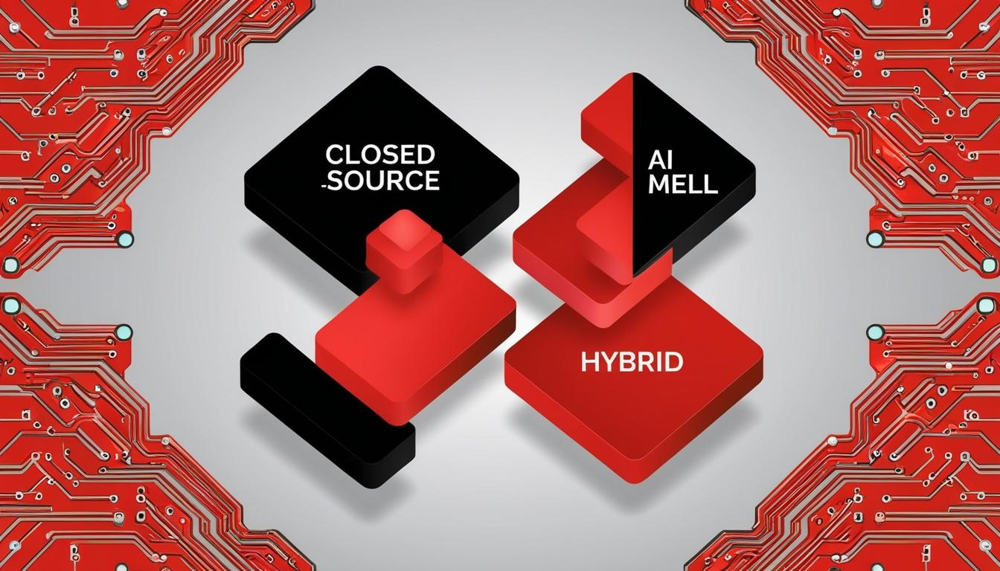 CLOSED
-SOURCE
AI
MELL
HYBRID